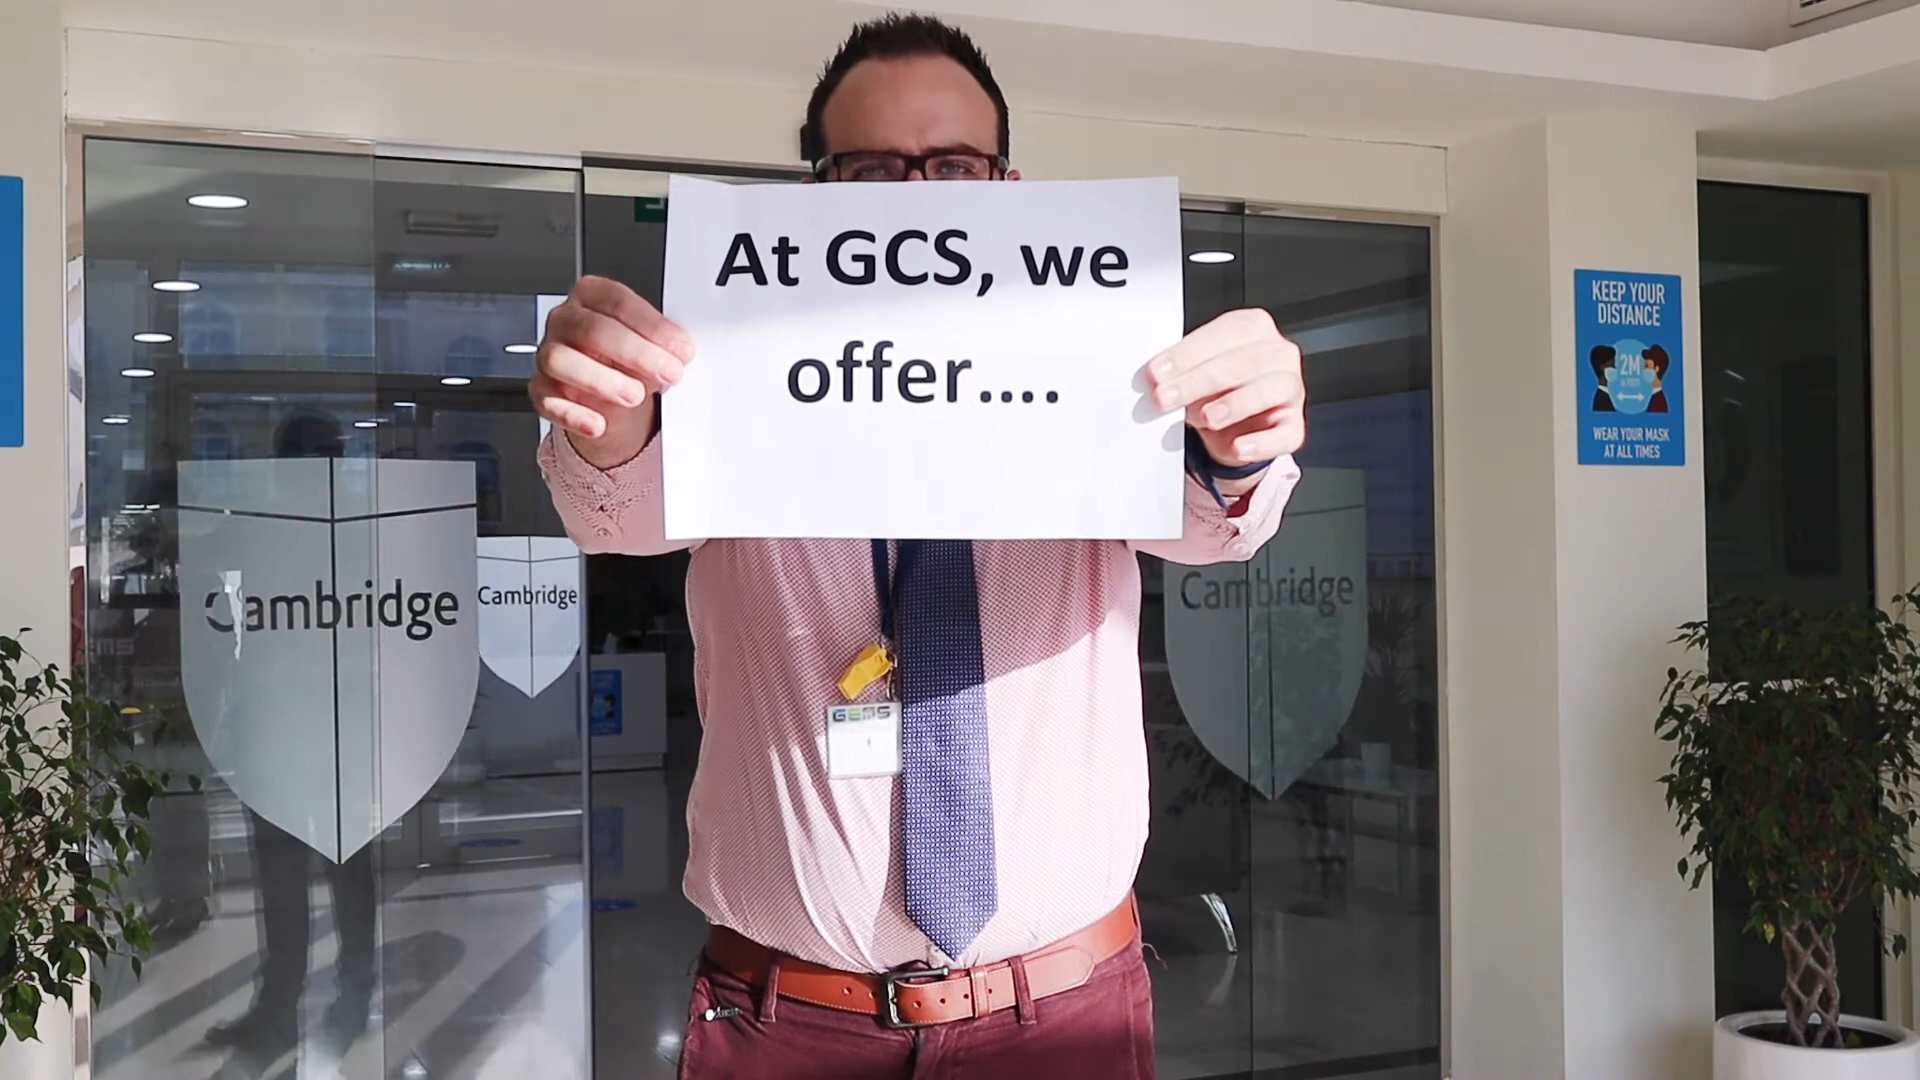 At GCS, we
offer....
KEEP YOUR
DISTANCE
2M
WEAR YOUR MASK
AT ALL TIMES
Cambridge
Cambridge
Cambridge
GEMS